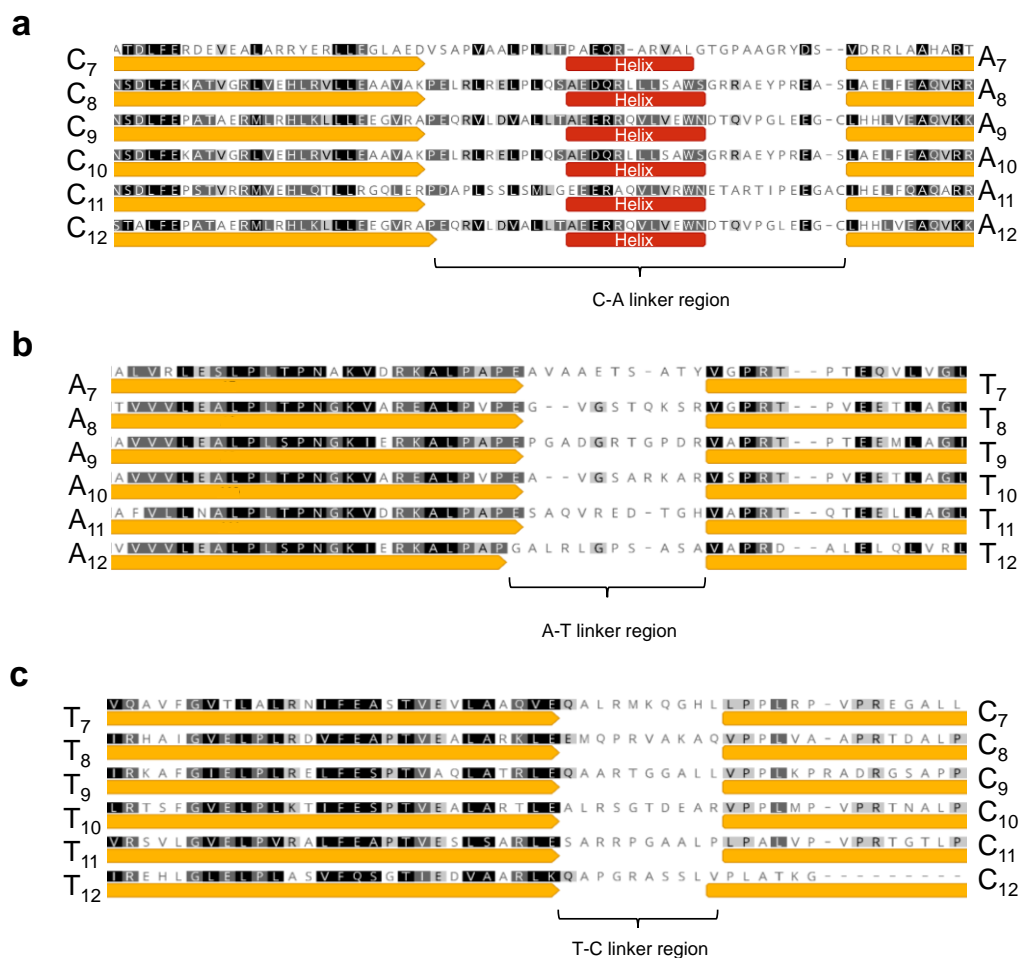 a
C7 ATDLFERDEVEALARRYERLLEGLAEDVSAPVAALPLLTPAEQR-ARVALGTGPAAGRYDS--VDRRLAAHART A7
Helix
C8 NSDLFEKATVGRLVEHLRVLLEAAVAKPELRLRELPLQSAEDQRLLLSAWSGRRAEYPREA-SLAELFEAQVRR A8
Helix
C9 NSDLFEPATAERMLRHLKLLLEEGVRAPEQRVLDVALLTAEERRQVLVEWNDTQVPGLEEG-CLHHLVEAQVKK A9
Helix
C10 NSDLFEKATVGRLVEHLRVLLEAAVAKPELRLRELPLQSAEDQRLLLSAWSGRRAEYPREA-SLAELFEAQVRR A10
Helix
C11 NSDLFEPSTVRRMVEHLQTLLRGQLERPDAPLSSLSMLGEEERAQVLVRWNETARTIPEEGACIHELFQAQARR A11
Helix
C12 STALFEPATAERMLRHLKLLLEEGVRAPEQRVLDVALLTAEERRQVLVEWNDTQVPGLEEG-CLHHLVEAQVKK A12
Helix
C-A linker region
b
A7 ALVRLESLPLTPNAKVDRKALPAPEAVAAETS-ATYVGPRT--PTEQVLVGL T7
A8 TVVVLEALPLTPNGKVAREALPVPEG--VGSTQKSRVGPRT--PVEETLAGL T8
A9 AVVVLEALPLSPNGKIERKALPAPEPGADGRTGPDRVAPRT--PTEEMLAGI T9
A10 AVVVLEALPLTPNGKVAREALPVPEA--VGSARKARVSPRT--PVEETLAGL T10
A11 AFVLLNALPLTPNGKVDRKALPAPESAQVRED-TGHVAPRT--QTEELLAGL T11
A12 VVVVLEALPLSPNGKIERKALPAPGALRLGPS-ASAVAPRD--ALELQLVRL T12
A-T linker region
c
T7 VQAVFGVTLALRNIFEASTVEVLAAQVEQALRMKQGHLLPPLRP-VPREGALL C7
T8 IRHAIGVELPLRDVFEAPTVEALARKLEEMQPRVAKAQVPPLVA-APRTDALP C8
T9 IRKAFGIELPLRELFESPTVAQLATRLEQAARTGGALLVPPLKPRADRGSAPP C9
T10 LRTSFGVELPLKTIFESPTVEALARTLEALRSGTDEARVPPLMP-VPRTNALP C10
T11 VRSVLGVELPVRALFEAPTVESLSARLESARRPGAALPLPALVP-VPRTGTLP C11
T12 IREHLGLELPLASVFQSGTIEDVAARLKQAPGRASSLVPLATKG--------- C12
T-C linker region